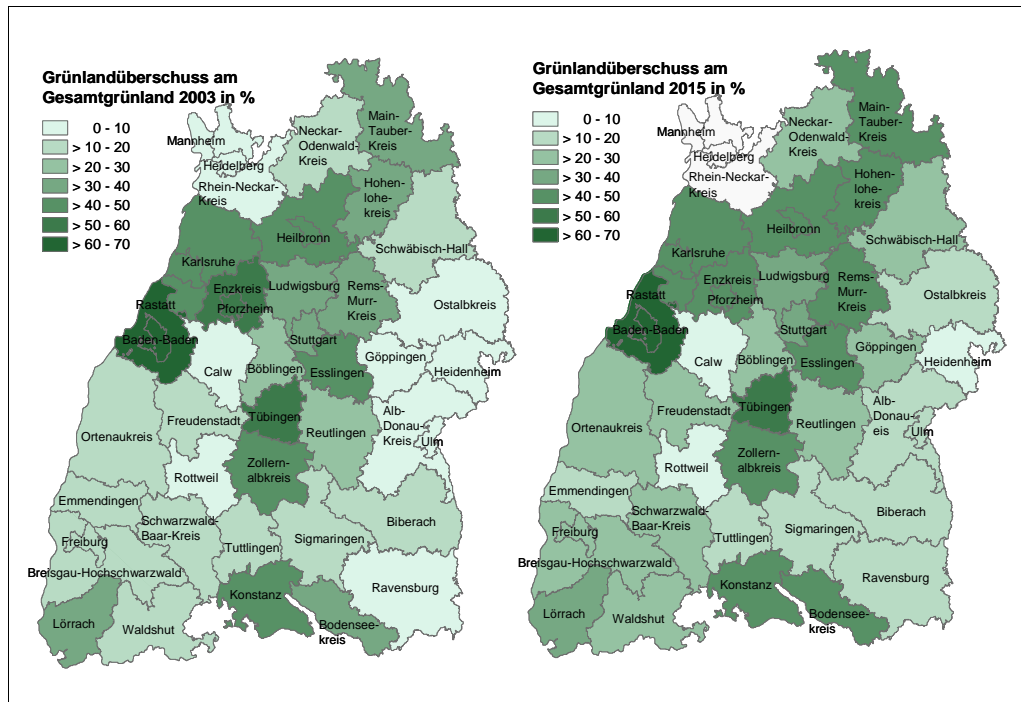 Grünlandüberschuss am
Gesamtgrünland 2003 in %
0 - 10
> 10 - 20
> 20 - 30
> 30 - 40
> 40 - 50
> 50 - 60
> 60 - 70
Mannheim
Heidelberg
Rhein-Neckar-
Kreis
Neckar-
Odenwald-
Kreis
Main-
Tauber-
Kreis
Hohen-
lohe-
kreis
Heilbronn
Schwäbisch-Hall
Karlsruhe
Enzkreis
Pforzheim
Ludwigsburg
Rems-
Murr-
Kreis
Ostalbkreis
Rastatt
Baden-Baden
Calw
Stuttgart
Böblingen
Esslingen
Göppingen
Heidenheim
Freudenstadt
Tübingen
Reutlingen
Alb-
Donau-
Kreis
Ulm
Ortenaukreis
Rottweil
Zollern-
albkreis
Biberach
Emmendingen
Schwarzwald-
Baar-Kreis
Freiburg
Tuttlingen
Sigmaringen
Breisgau-Hochschwarzwald
Ravensburg
Konstanz
Lörrach
Waldshut
Bodensee-
kreis
Grünlandüberschuss am
Gesamtgrünland 2015 in %
0 - 10
> 10 - 20
> 20 - 30
> 30 - 40
> 40 - 50
> 50 - 60
> 60 - 70
Mannheim
Heidelberg
Rhein-Neckar-
Kreis
Neckar-
Odenwald-
Kreis
Main-
Tauber-
Kreis
Hohen-
lohe-
kreis
Heilbronn
Schwäbisch-Hall
Karlsruhe
Enzkreis
Pforzheim
Ludwigsburg
Rems-
Murr-
Kreis
Ostalbkreis
Rastatt
Baden-Baden
Calw
Stuttgart
Böblingen
Esslingen
Göppingen
Heidenheim
Freudenstadt
Tübingen
Reutlingen
Alb-
Donau-
eis
Ulm
Ortenaukreis
Rottweil
Zollern-
albkreis
Biberach
Emmendingen
Schwarzwald-
Baar-Kreis
Freiburg
Tuttlingen
Sigmaringen
Breisgau-Hochschwarzwald
Ravensburg
Konstanz
Lörrach
Waldshut
Bodensee-
kreis